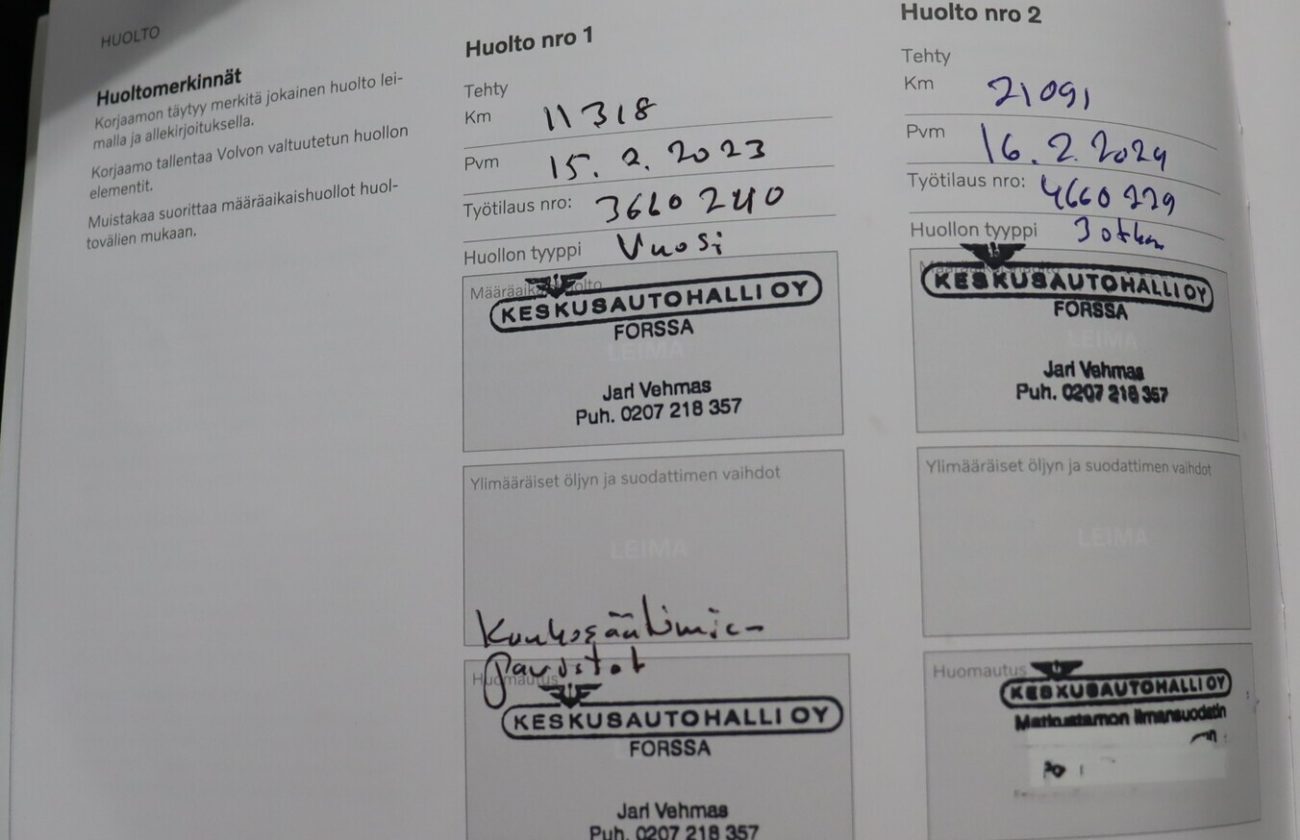 HUOLTO
Huoltomerkinnät
Korjaamon täytyy merkitä jokainen huolto lei-
malla ja allekirjoituksella.
Korjaamo tallentaa Volvon valtuutetun huollon
elementit.
Muistakaa suorittaa määräaikaishuollot huol-
tovälien mukaan.
Huolto nro 1
Tehty
Km 11318
Pvm 15. 2. 2023
Työtilaus nro: 3660240
Huollon tyyppi Vuosi
Määräaikaishuolto
KESKUSAUTOHALLI OY
FORSSA
LEIMA
Jari Vehmas
Puh. 0207 218 357
Ylimääräiset öljyn ja suodattimen vaihdot
LEIMA
Huomautus
KESKUSAUTOHALLI OY
FORSSA
Jari Vehmas
Puh. 0207 218 357
Huolto nro 2
Tehty
Km 21091
Pvm 16. 2. 2024
Työtilaus nro: 4660229
Huollon tyyppi
Määräaikaishuolto
KESKUSAUTOHALLI OY
FORSSA
LEIMA
Jari Vehmas
Puh. 0207 218 357
Ylimääräiset öljyn ja suodattimen vaihdot
LEIMA
Huomautus
KESKUSAUTOHALLI OY
Matkustamon ilmansuodatin